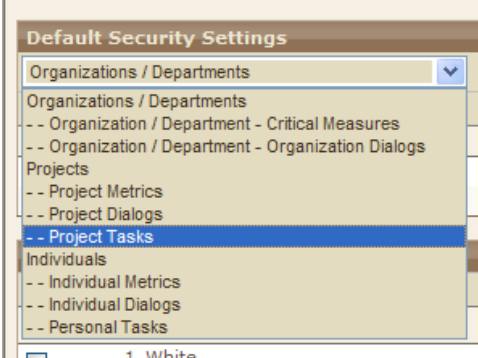 Default Security Settings
Organizations / Departments
Organizations / Departments
- - Organization / Department - Critical Measures
- - Organization / Department - Organization Dialogs
Projects
- - Project Metrics
- - Project Dialogs
- - Project Tasks
Individuals
- - Individual Metrics
- - Individual Dialogs
- - Personal Tasks
1. White